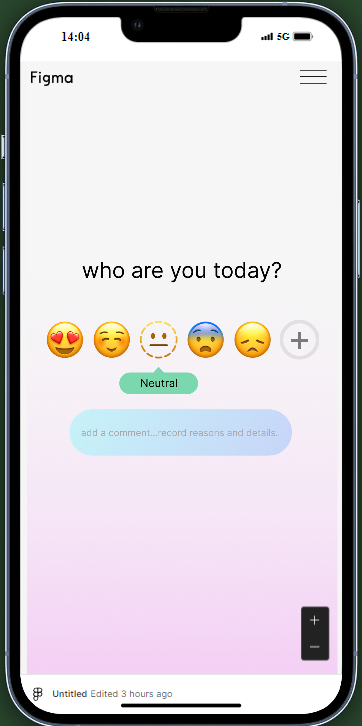 14:04 5G
Figma
who are you today?
Neutral
add a comment...record reasons and details.
Untitled Edited 3 hours ago